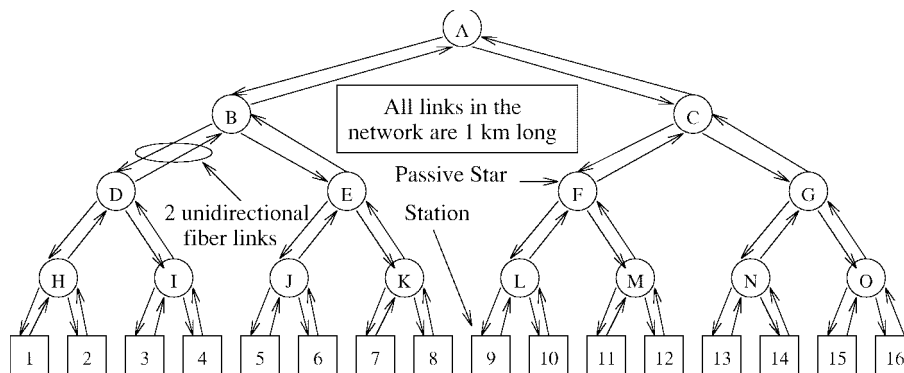 A
B
All links in the
network are 1 km long
C
Passive Star
D
E
F
G
2 unidirectional
fiber links
Station
H
I
J
K
L
M
N
O
1 2 3 4 5 6 7 8 9 10 11 12 13 14 15 16